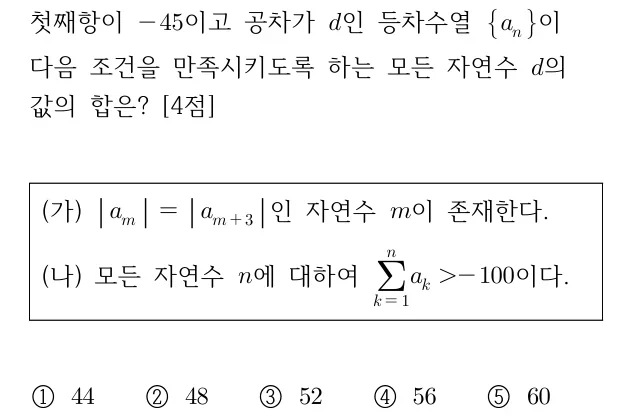 첫째항이 −45이고 공차가 d인 등차수열 {aₙ}이
다음 조건을 만족시키도록 하는 모든 자연수 d의
값의 합은? [4점]
(가) |aₘ| = |aₘ₊₃|인 자연수 m이 존재한다.
(나) 모든 자연수 n에 대하여 ∑ₖ₌₁ⁿ aₖ >−100이다.
① 44 ② 48 ③ 52 ④ 56 ⑤ 60